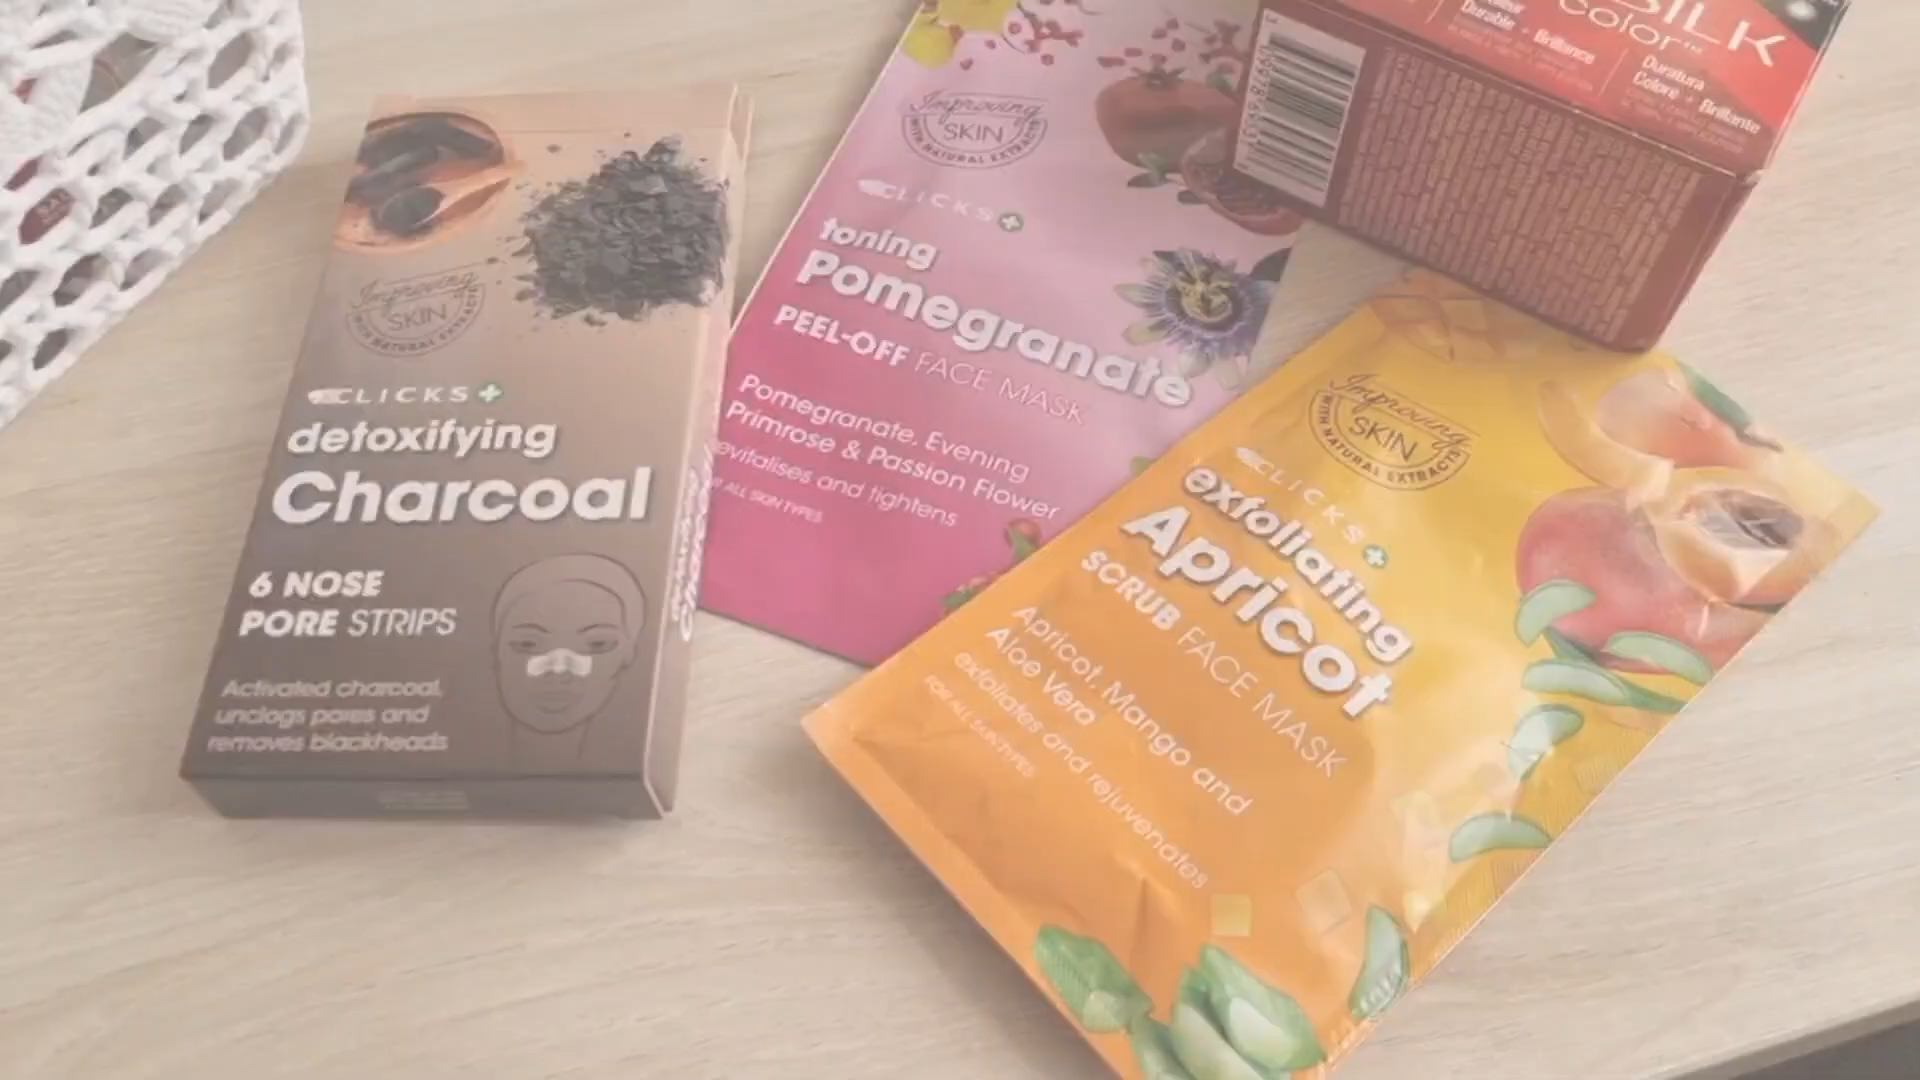 CLICKS
detoxifying
Charcoal
6 NOSE
PORE STRIPS
Activated charcoal,
unclogs pores and
removes blackheads
Improving
SKIN
WITH NATURAL EXTRACTS
Improving
SKIN
WITH NATURAL EXTRACTS
CLICKS
toning
Pomegranate
PEEL-OFF FACE MASK
Pomegranate, Evening
Primrose & Passion Flower
revitalises and tightens
ALL SKIN TYPES
Improving
SKIN
WITH NATURAL EXTRACTS
CLICKS
exfoliating
Apricot
SCRUB FACE MASK
Apricot, Mango and
Aloe Vera
exfoliates and rejuvenates
FOR ALL SKIN TYPES
SILK
color™
Durable + Brillance
Duratura
Colore + Brillante